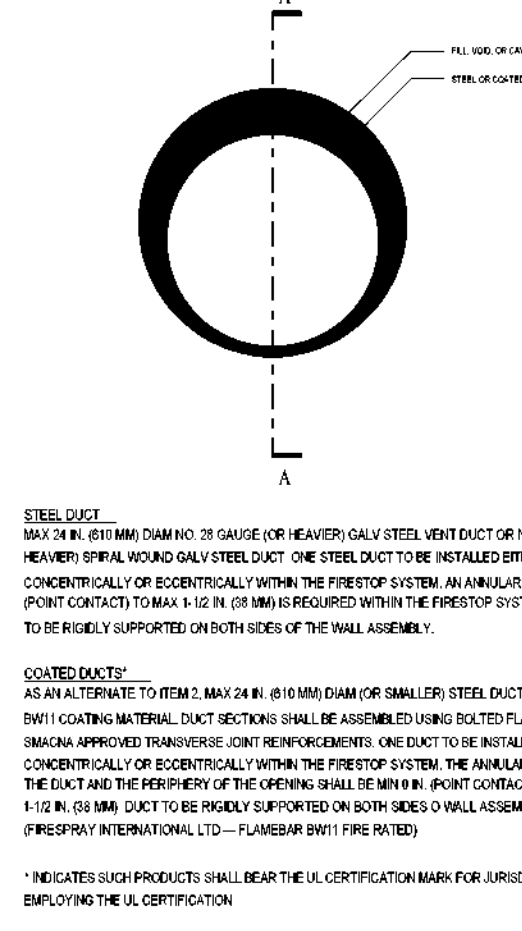 A
FILL, VOID, OR CAV
STEEL OR COATED
A
STEEL DUCT
MAX 24 IN. (610 MM) DIAM NO. 28 GAUGE (OR HEAVIER) GALV STEEL VENT DUCT OR N
HEAVIER) SPIRAL WOUND GALV STEEL DUCT ONE STEEL DUCT TO BE INSTALLED EIT
CONCENTRICALLY OR ECCENTRICALLY WITHIN THE FIRESTOP SYSTEM. AN ANNULAR
(POINT CONTACT) TO MAX 1-1/2 IN. (38 MM) IS REQUIRED WITHIN THE FIRESTOP SYST
TO BE RIGIDLY SUPPORTED ON BOTH SIDES OF THE WALL ASSEMBLY.
COATED DUCTS*
AS AN ALTERNATE TO ITEM 2, MAX 24 IN. (610 MM) DIAM (OR SMALLER) STEEL DUCT
BW11 COATING MATERIAL. DUCT SECTIONS SHALL BE ASSEMBLED USING BOLTED FLA
SMACNA APPROVED TRANSVERSE JOINT REINFORCEMENTS. ONE DUCT TO BE INSTAL
CONCENTRICALLY OR ECCENTRICALLY WITHIN THE FIRESTOP SYSTEM. THE ANNULAR
THE DUCT AND THE PERIPHERY OF THE OPENING SHALL BE MIN 0 IN. (POINT CONTAC
1-1/2 IN. (38 MM) DUCT TO BE RIGIDLY SUPPORTED ON BOTH SIDES O WALL ASSEM
(FIRESPRAY INTERNATIONAL LTD — FLAMEBAR BW11 FIRE RATED)
* INDICATES SUCH PRODUCTS SHALL BEAR THE UL CERTIFICATION MARK FOR JURISD
EMPLOYING THE UL CERTIFICATION